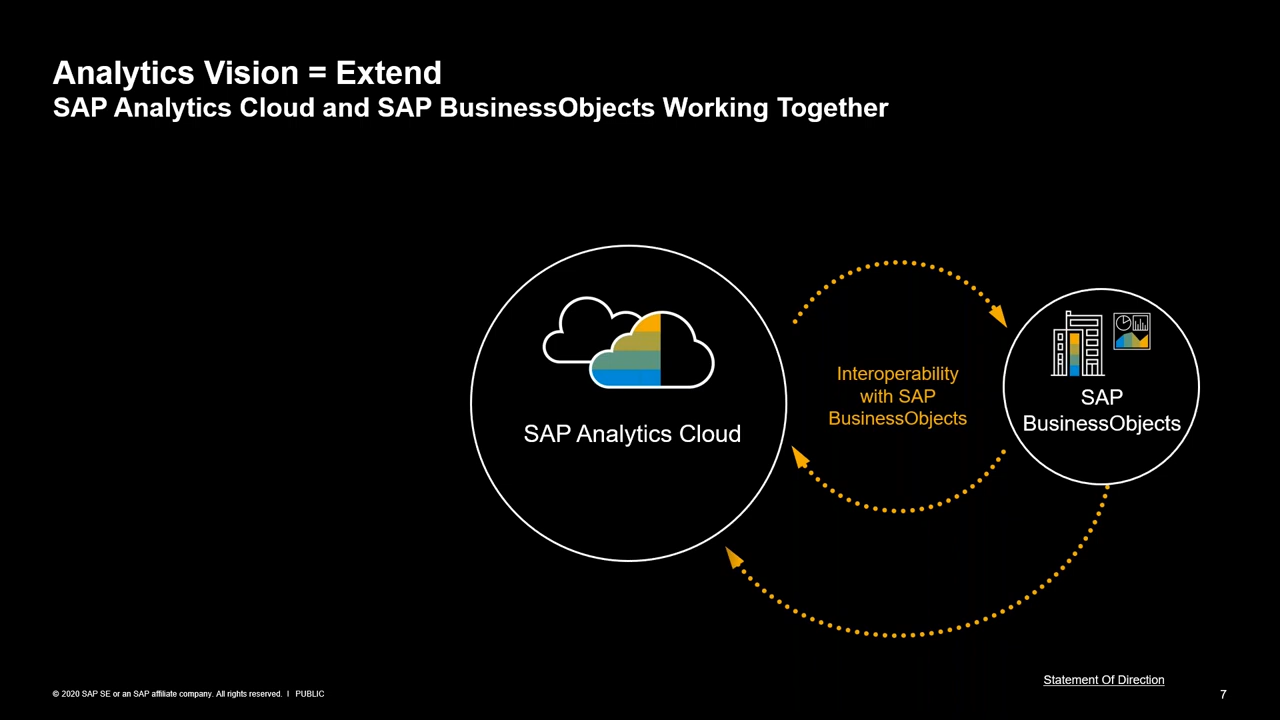 Analytics Vision = Extend
SAP Analytics Cloud and SAP BusinessObjects Working Together
SAP Analytics Cloud
Interoperability
with SAP
BusinessObjects
SAP
BusinessObjects
Statement Of Direction
© 2020 SAP SE or an SAP affiliate company. All rights reserved. I PUBLIC
7